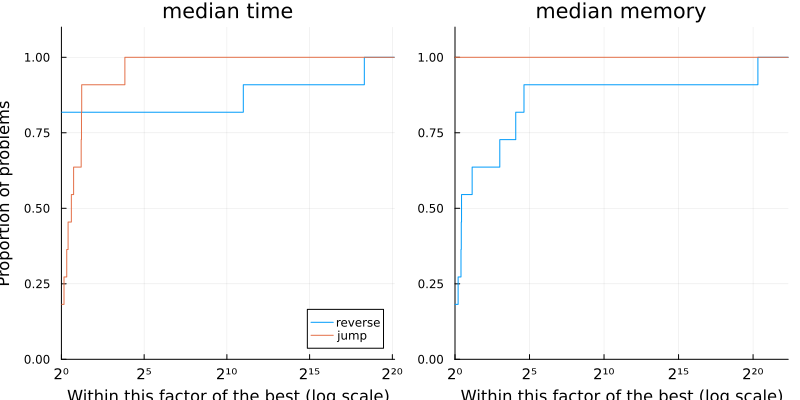 median time
median memory
Proportion of problems
1.00
0.75
0.50
0.25
0.00
2⁰
2⁵
2¹⁰
2¹⁵
2²⁰
reverse
jump
Within this factor of the best (log scale)
1.00
0.75
0.50
0.25
0.00
2⁰
2⁵
2¹⁰
2¹⁵
2²⁰
Within this factor of the best (log scale)